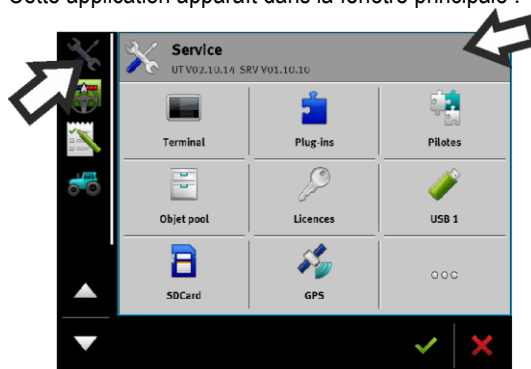 Cette application apparaît dans la fenêtre principale :
Service
UT V02.10.14 SRV V01.10.10
Terminal
Plug-ins
Pilotes
Objet pool
Licences
USB 1
SDCard
GPS